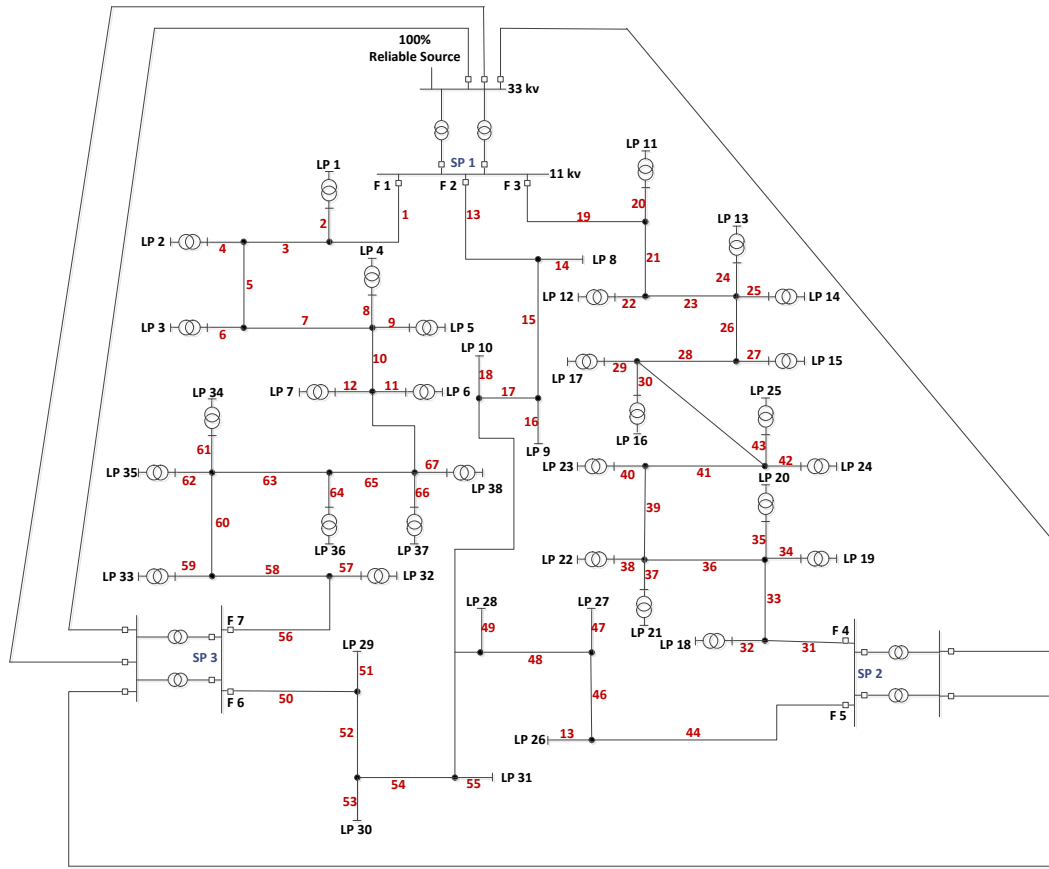 100%
Reliable Source
33 kv
LP 11
SP 1
LP 1
11 kv
F 1
F 2
F 3
20
1
13
19
LP 13
2
LP 2
4
3
LP 4
21
LP 8
14
24
5
25
LP 12
22
23
LP 14
8
15
LP 3
6
7
9
LP 5
26
LP 10
10
28
27
LP 15
18
LP 17
29
30
LP 7
12
11
LP 6
17
LP 34
LP 25
16
LP 16
61
LP 9
43
LP 35
62
63
65
67
LP 38
LP 23
40
41
42
LP 24
LP 20
64
66
39
60
35
LP 36
LP 37
LP 22
38
37
36
34
LP 19
LP 33
59
58
57
LP 32
33
LP 28
LP 27
F 7
49
47
LP 21
F 4
56
LP 29
LP 18
32
31
SP 3
51
48
SP 2
F 6
50
46
52
F 5
LP 26
13
44
54
55
LP 31
53
LP 30